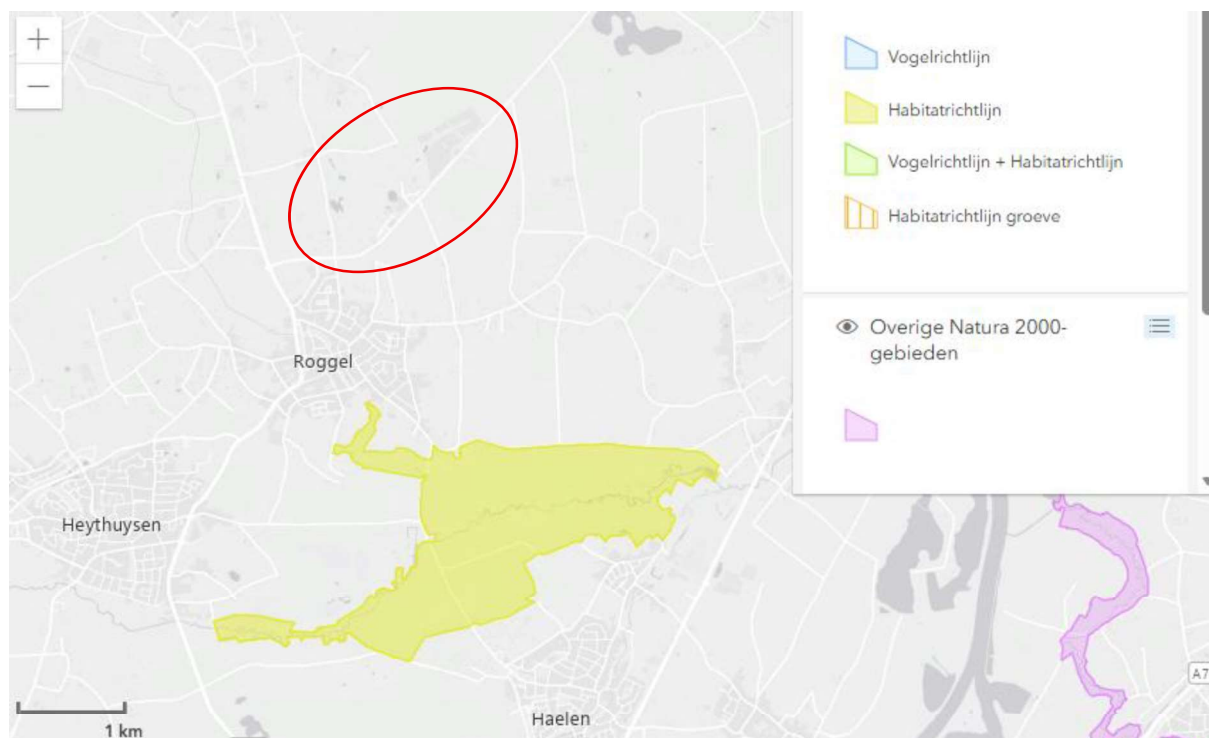 +
−
Vogelrichtlijn
Habitatrichtlijn
Vogelrichtlijn + Habitatrichtlijn
Habitatrichtlijn groeve
Overige Natura 2000-
gebieden
Roggel
Heythuysen
Haelen
A7
1 km